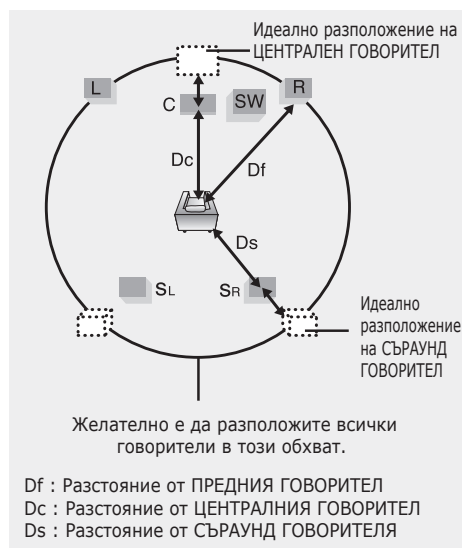 Идеално разположение на
ЦЕНТРАЛЕН ГОВОРИТЕЛ
L
R
C
SW
Dc
Df
Ds
SL
SR
Идеално
разположение
на СЪРАУНД
ГОВОРИТЕЛ
Желателно е да разположите всички
говорители в този обхват.
Df : Разстояние от ПРЕДНИЯ ГОВОРИТЕЛ
Dc : Разстояние от ЦЕНТРАЛНИЯ ГОВОРИТЕЛ
Ds : Разстояние от СЪРАУНД ГОВОРИТЕЛЯ